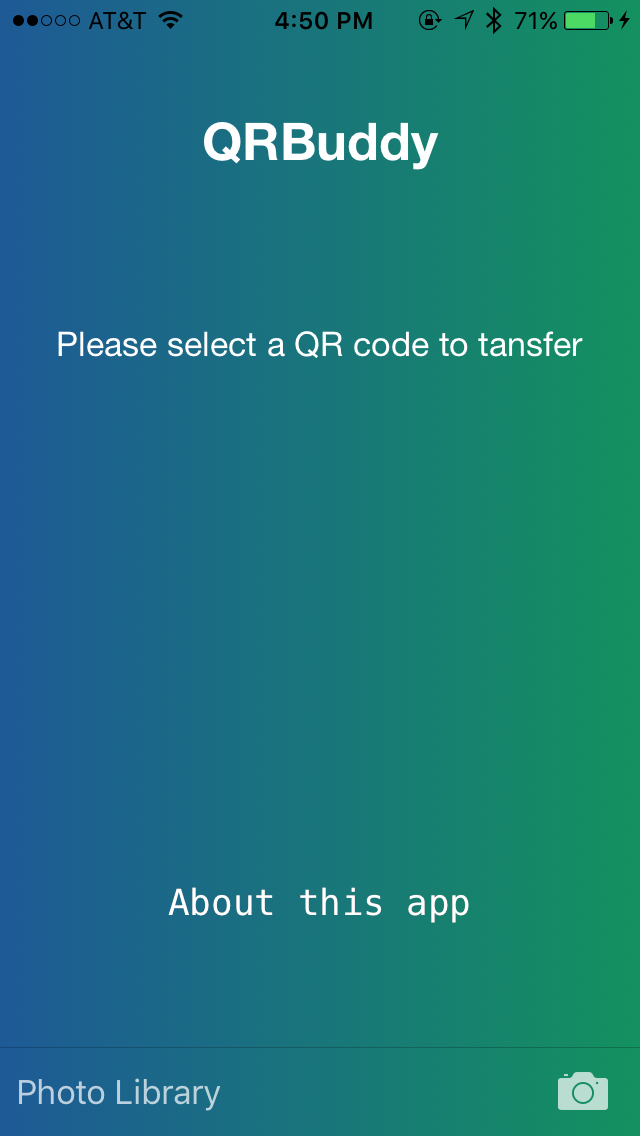 AT&T 4:50 PM 71%
QRBuddy
Please select a QR code to tansfer
About this app
Photo Library